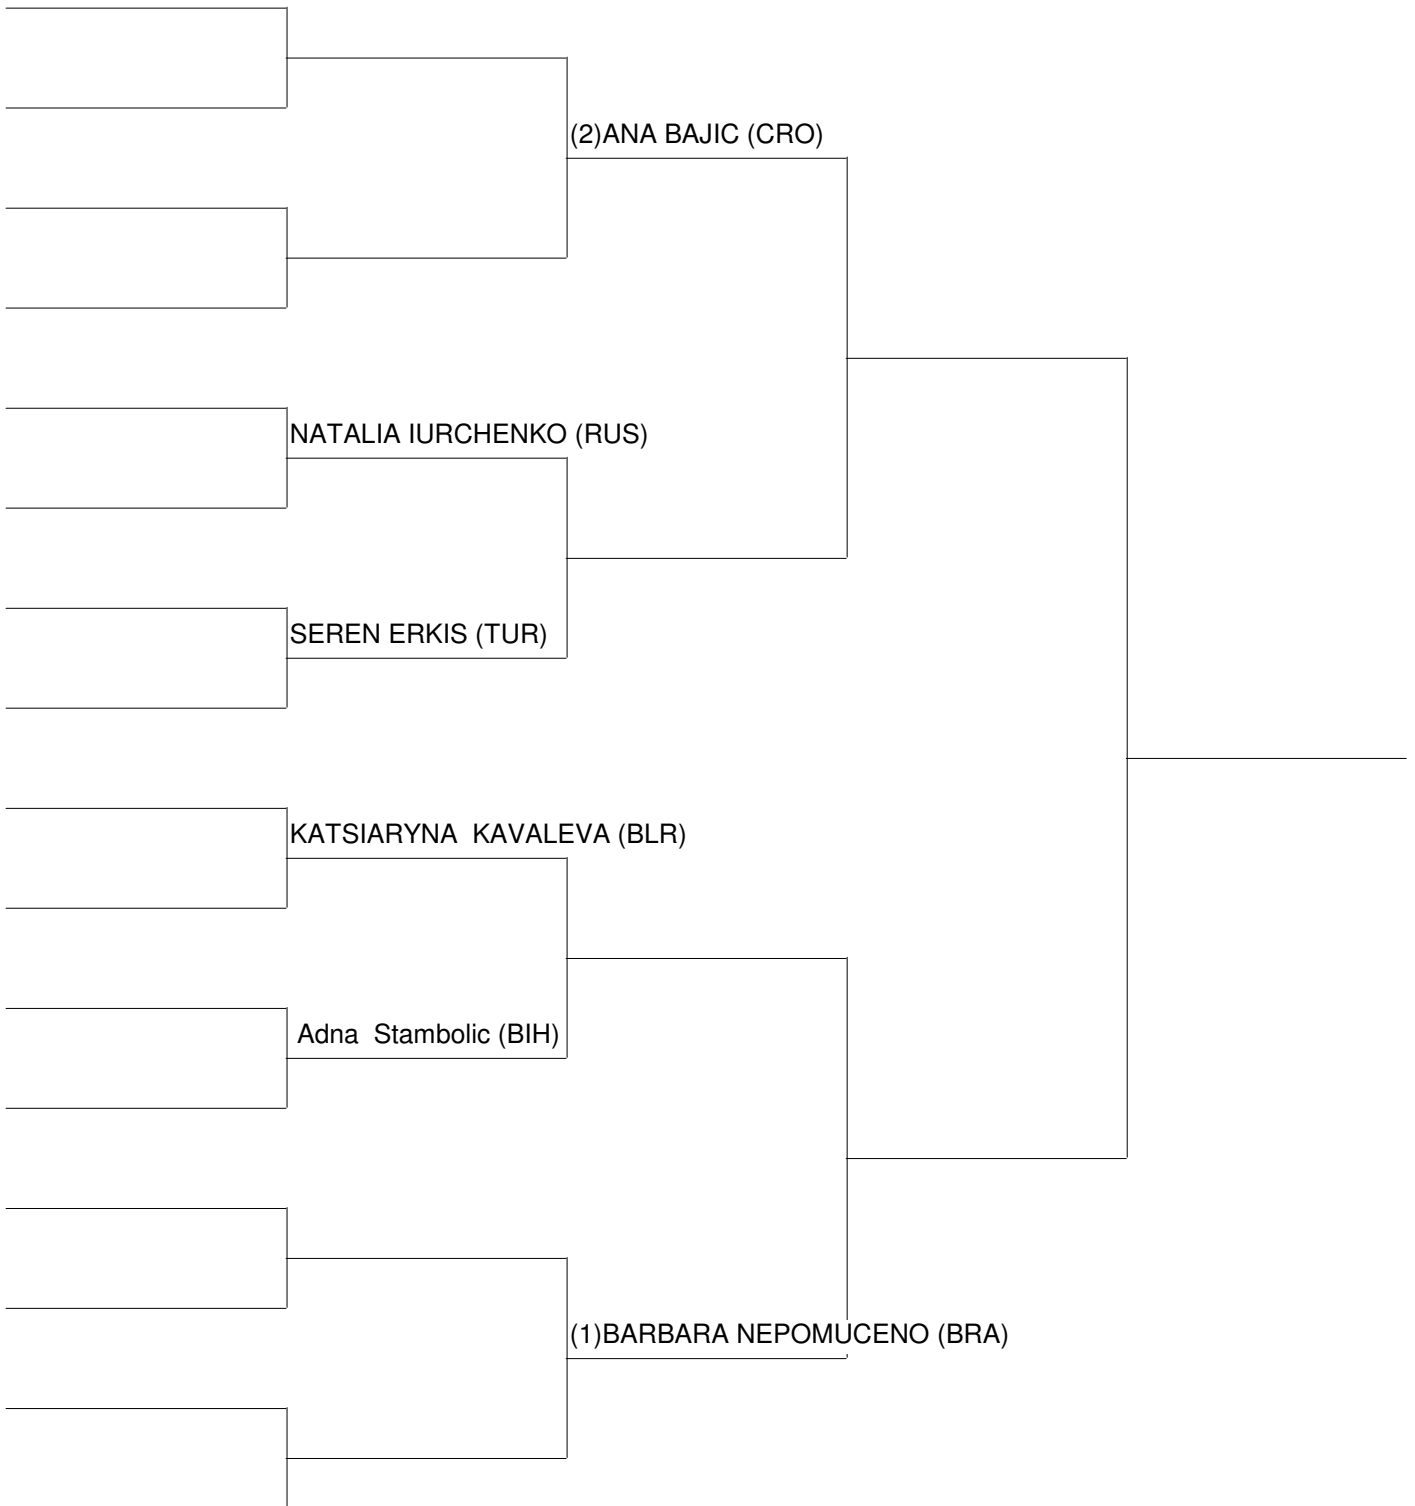 (2)ANA BAJIC (CRO)
NATALIA IURCHENKO (RUS)
SEREN ERKIS (TUR)
KATSIARYNA  KAVALEVA (BLR)
Adna  Stambolic (BIH)
(1)BARBARA NEPOMUCENO (BRA)